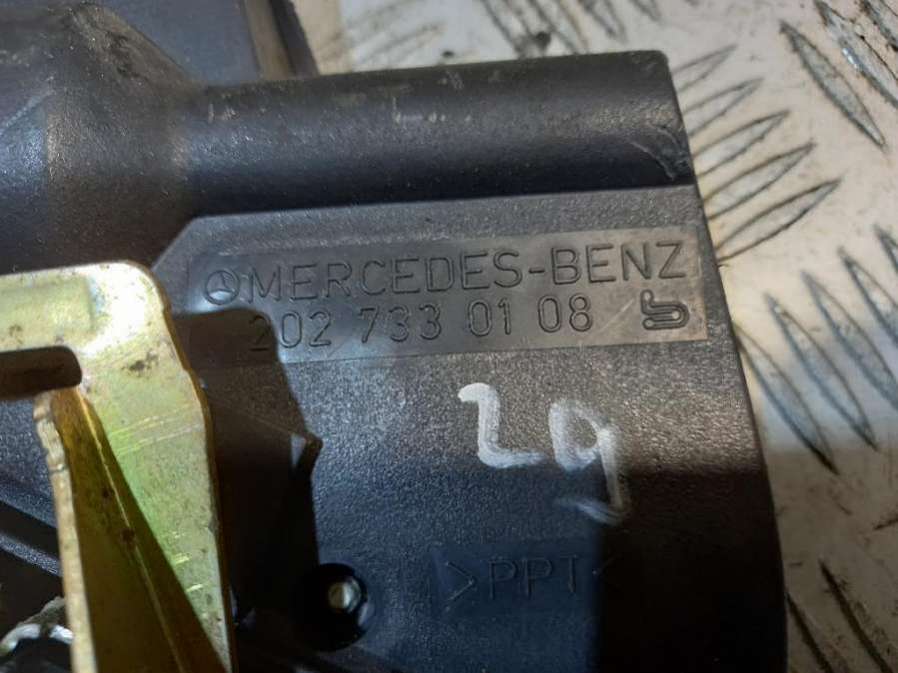 MERCEDES-BENZ
202 733 01 08
29
>PPT<